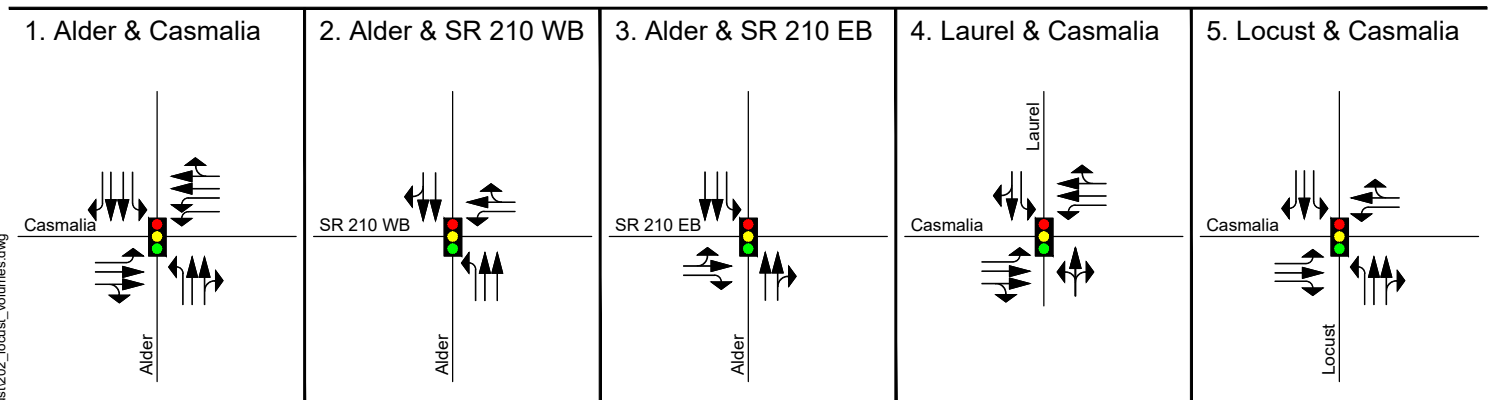 1. Alder & Casmalia
2. Alder & SR 210 WB
3. Alder & SR 210 EB
4. Laurel & Casmalia
5. Locust & Casmalia
Casmalia
Alder
SR 210 WB
Alder
SR 210 EB
Alder
Laurel
Casmalia
Casmalia
Locust